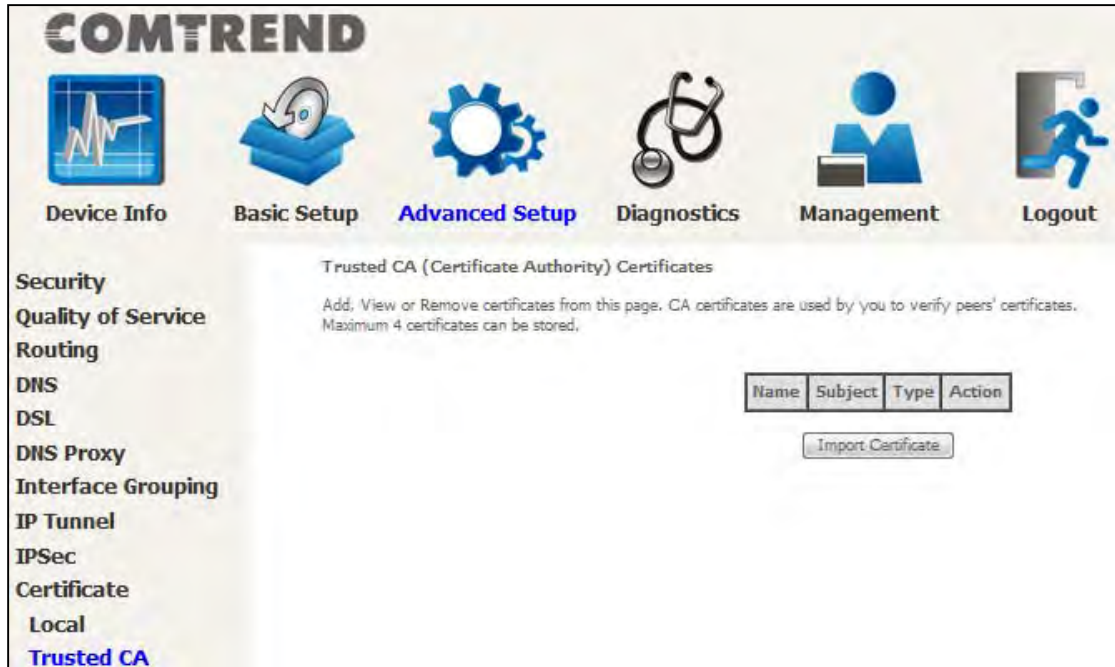 COMTREND
Device Info Basic Setup Advanced Setup Diagnostics Management Logout
Security
Quality of Service
Routing
DNS
DSL
DNS Proxy
Interface Grouping
IP Tunnel
IPSec
Certificate
Local
Trusted CA
Trusted CA (Certificate Authority) Certificates
Add, View or Remove certificates from this page. CA certificates are used by you to verify peers' certificates.
Maximum 4 certificates can be stored.
Name Subject Type Action
Import Certificate